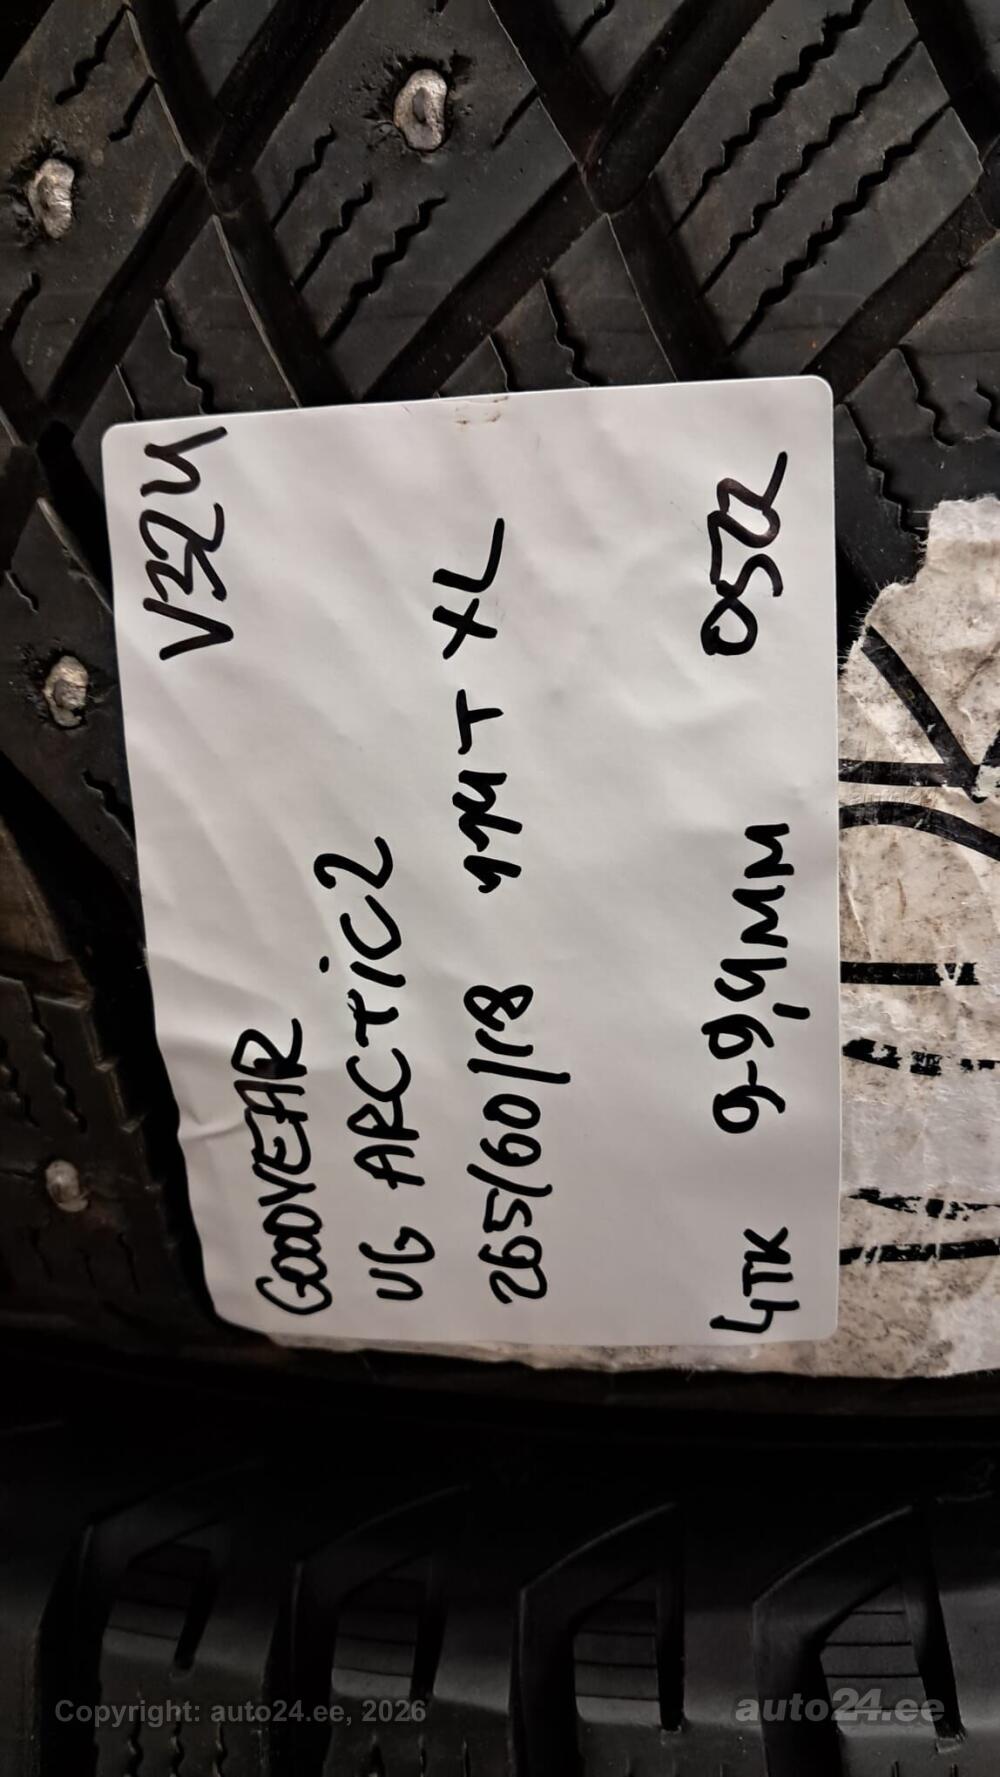 V324
GOODYEAR
UG ARCTIC2
265/60/18 114T XL
4TK 9-9,4MM 0522
Copyright: auto24.ee, 2026
auto24.ee